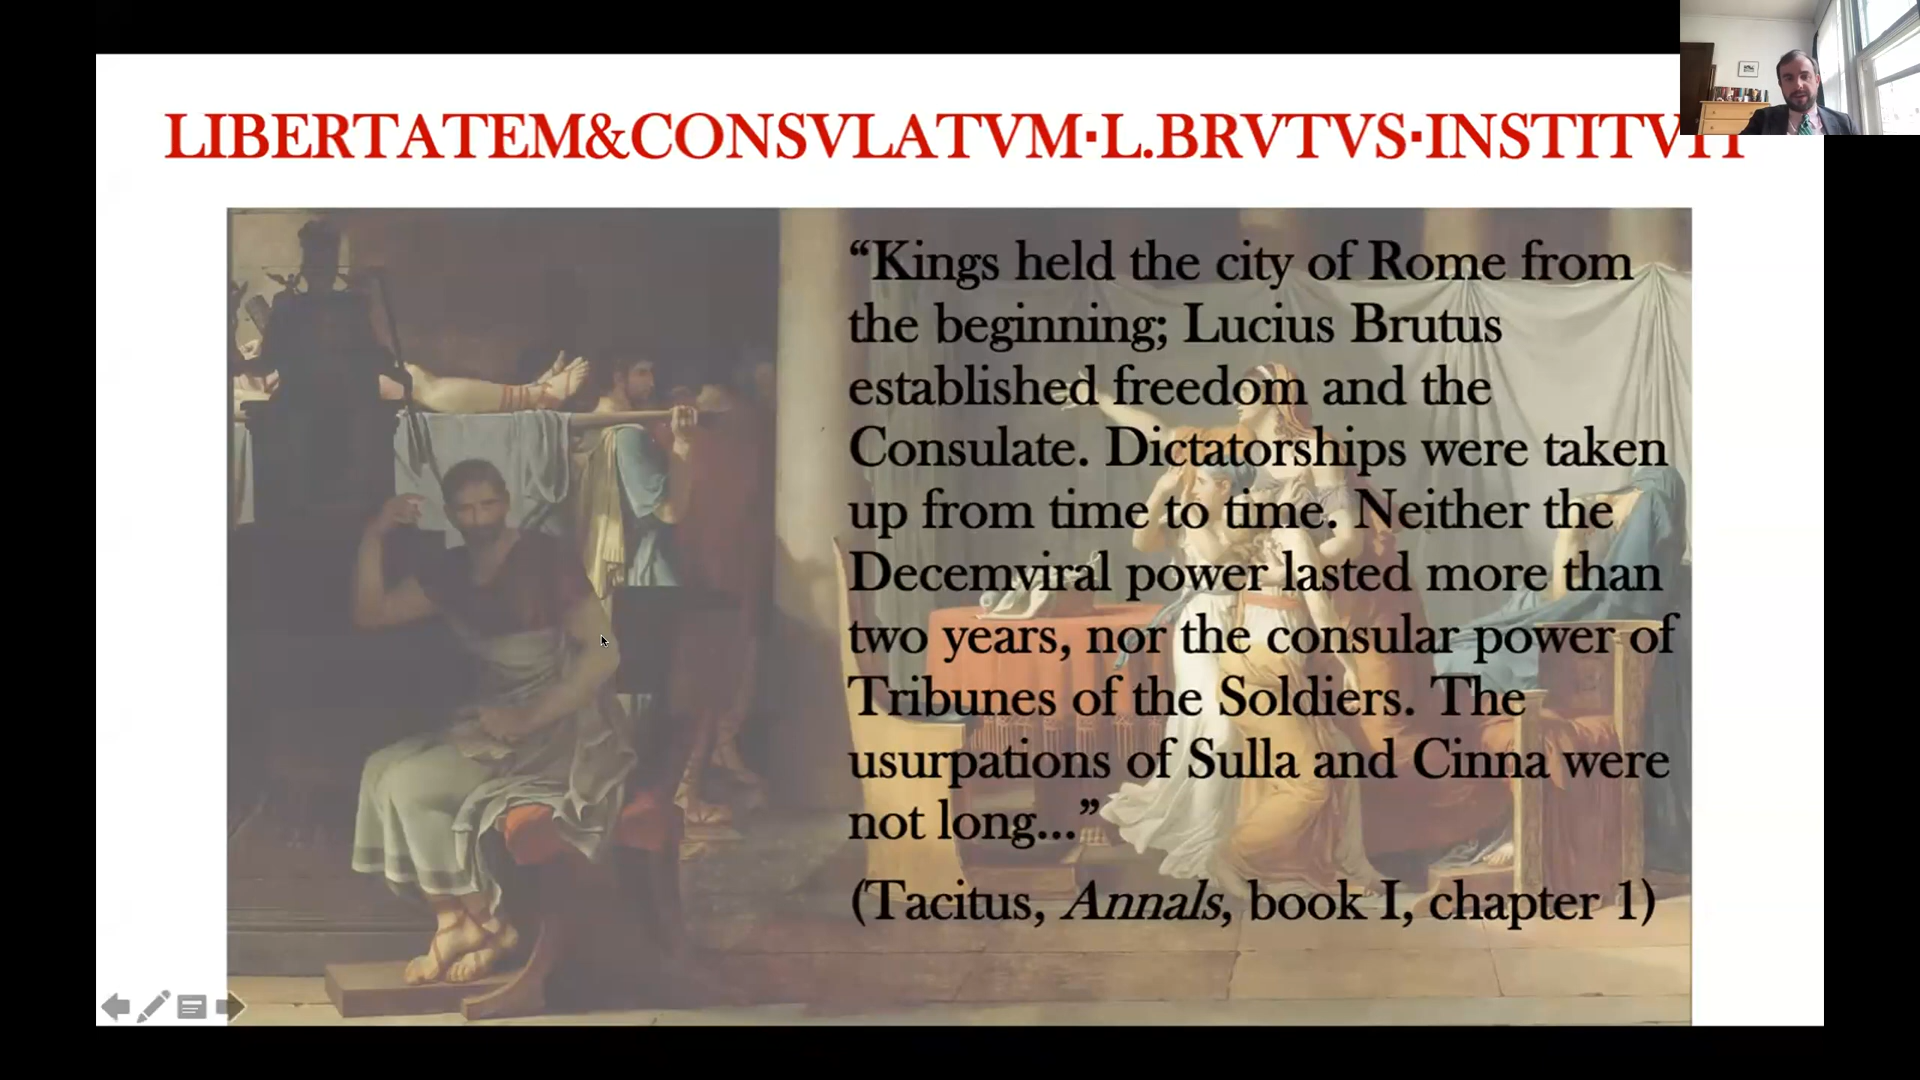 LIBERTATEM&CONSVLATVM·L.BRVTVS·INSTITVIT
“Kings held the city of Rome from
the beginning; Lucius Brutus
established freedom and the
Consulate. Dictatorships were taken
up from time to time. Neither the
Decemviral power lasted more than
two years, nor the consular power of
Tribunes of the Soldiers. The
usurpations of Sulla and Cinna were
not long...”
(Tacitus, Annals, book I, chapter 1)